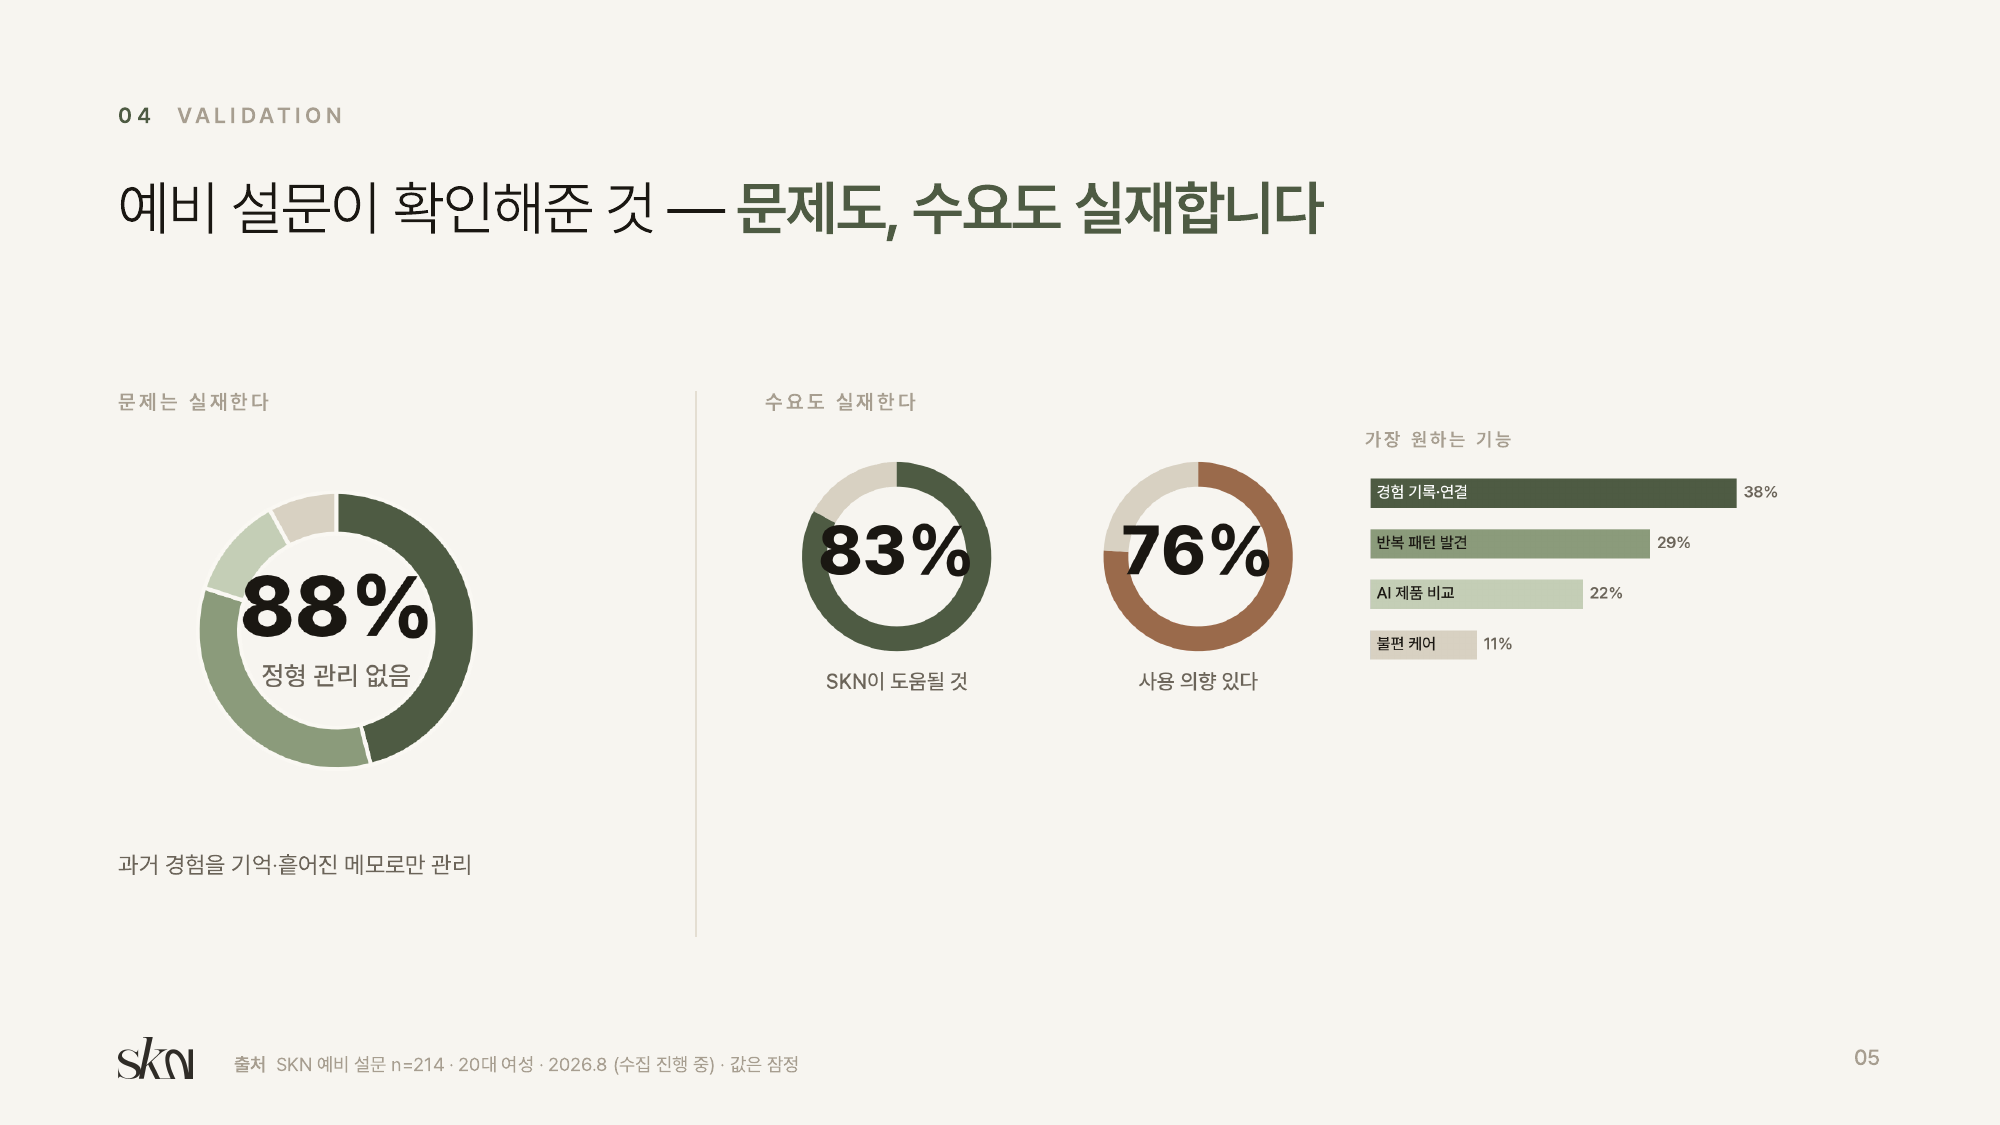 04 VALIDATION
예비 설문이 확인해준 것 — 문제도, 수요도 실재합니다
문제는 실재한다
88%
정형 관리 없음
과거 경험을 기억·흩어진 메모로만 관리
수요도 실재한다
83%
SKN이 도움될 것
76%
사용 의향 있다
가장 원하는 기능
경험 기록·연결 38%
반복 패턴 발견 29%
AI 제품 비교 22%
불편 케어 11%
skn
출처 SKN 예비 설문 n=214 · 20대 여성 · 2026.8 (수집 진행 중) · 값은 잠정
05